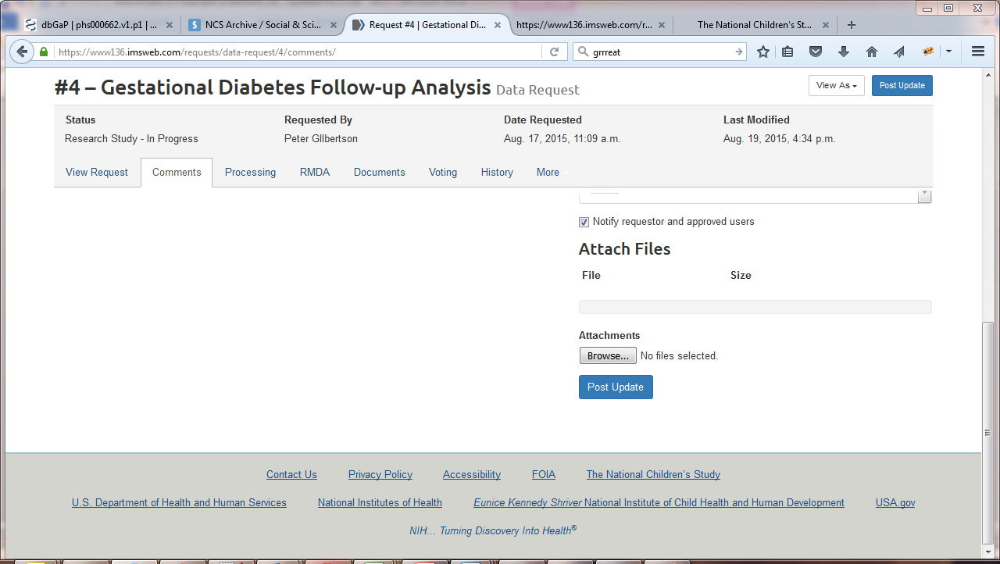 dbGaP | phs000662.v1.p1 | ...
NCS Archive / Social & Sci...
Request #4 | Gestational Di...
https://www136.imsweb.com/r...
The National Children's St...
https://www136.imsweb.com/requests/data-request/4/comments/
grrreat
#4 – Gestational Diabetes Follow-up Analysis Data Request
View As
Post Update
Status Requested By Date Requested Last Modified
Research Study - In Progress Peter GIlbertson Aug. 17, 2015, 11:09 a.m. Aug. 19, 2015, 4:34 p.m.
View Request Comments Processing RMDA Documents Voting History More
---------
Notify requestor and approved users
Attach Files
File Size
Attachments
Browse... No files selected.
Post Update
Contact Us Privacy Policy Accessibility FOIA The National Children's Study
U.S. Department of Health and Human Services National Institutes of Health Eunice Kennedy Shriver National Institute of Child Health and Human Development USA.gov
NIH... Turning Discovery Into Health®